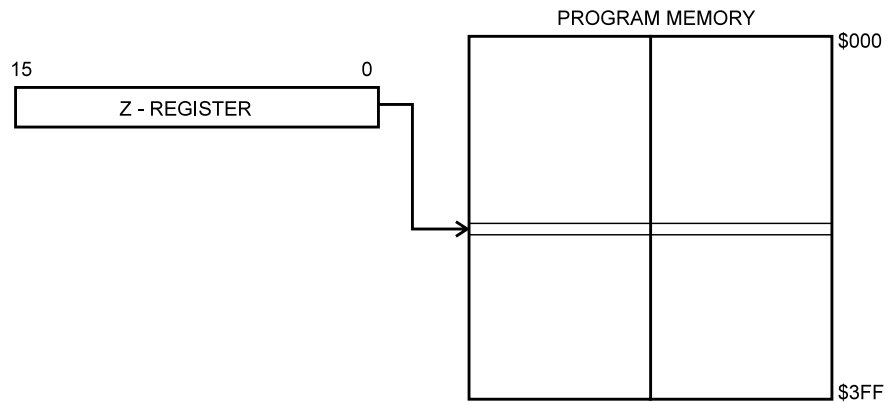 PROGRAM MEMORY
$000
15 0
Z - REGISTER
$3FF